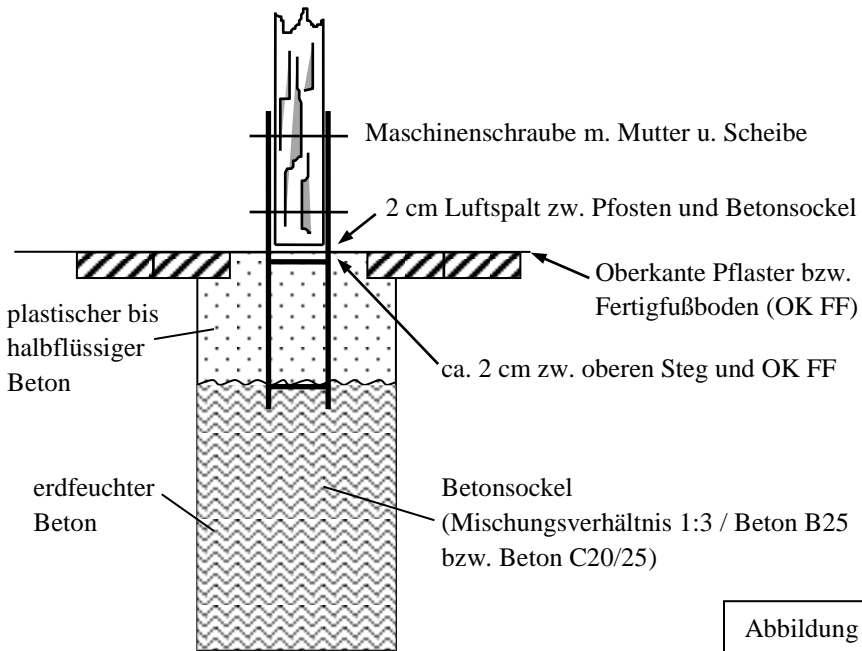 Maschinenschraube m. Mutter u. Scheibe
2 cm Luftspalt zw. Pfosten und Betonsockel
Oberkante Pflaster bzw.
Fertigfußboden (OK FF)
plastischer bis
halbflüssiger
Beton
ca. 2 cm zw. oberen Steg und OK FF
erdfeuchter
Beton
Betonsockel
(Mischungsverhältnis 1:3 / Beton B25
bzw. Beton C20/25)
Abbildung